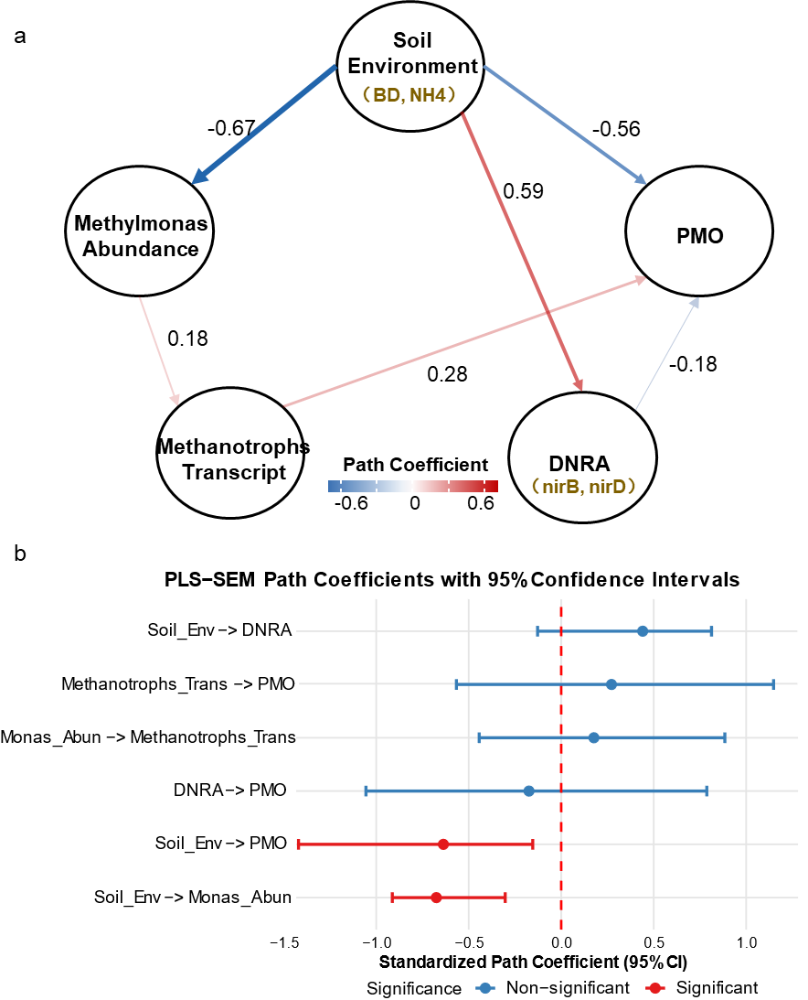 a
Soil
Environment
（BD, NH4）
-0.67
-0.56
0.59
Methylmonas
Abundance
PMO
0.18
0.28
-0.18
Methanotrophs
Transcript
DNRA
（nirB, nirD）
Path Coefficient
-0.6 0 0.6
b
PLS−SEM Path Coefficients with 95% Confidence Intervals
Soil_Env−> DNRA
Methanotrophs_Trans −> PMO
Monas_Abun −> Methanotrophs_Trans
DNRA−> PMO
Soil_Env−> PMO
Soil_Env−> Monas_Abun
−1.5 −1.0 −0.5 0.0 0.5 1.0
Standardized Path Coefficient (95% CI)
Significance Non−significant Significant